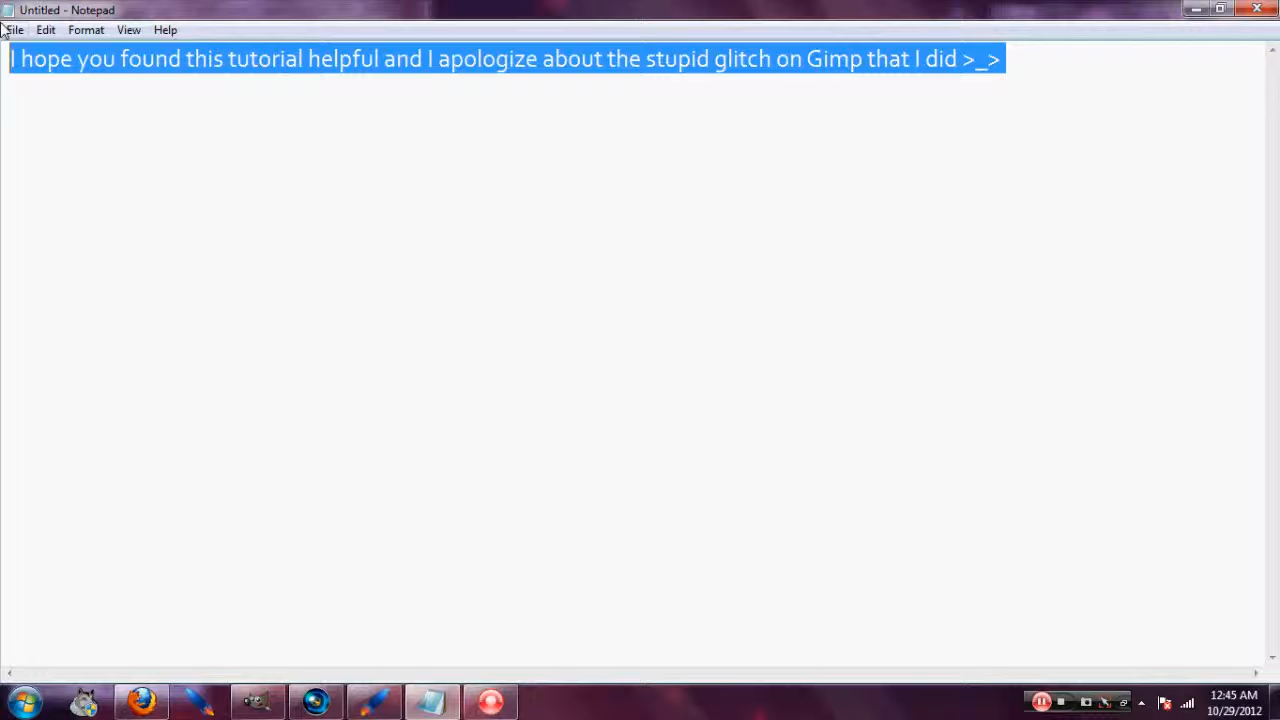 Untitled - Notepad
File Edit Format View Help
I hope you found this tutorial helpful and I apologize about the stupid glitch on Gimp that I did >_>
12:45 AM
10/29/2012